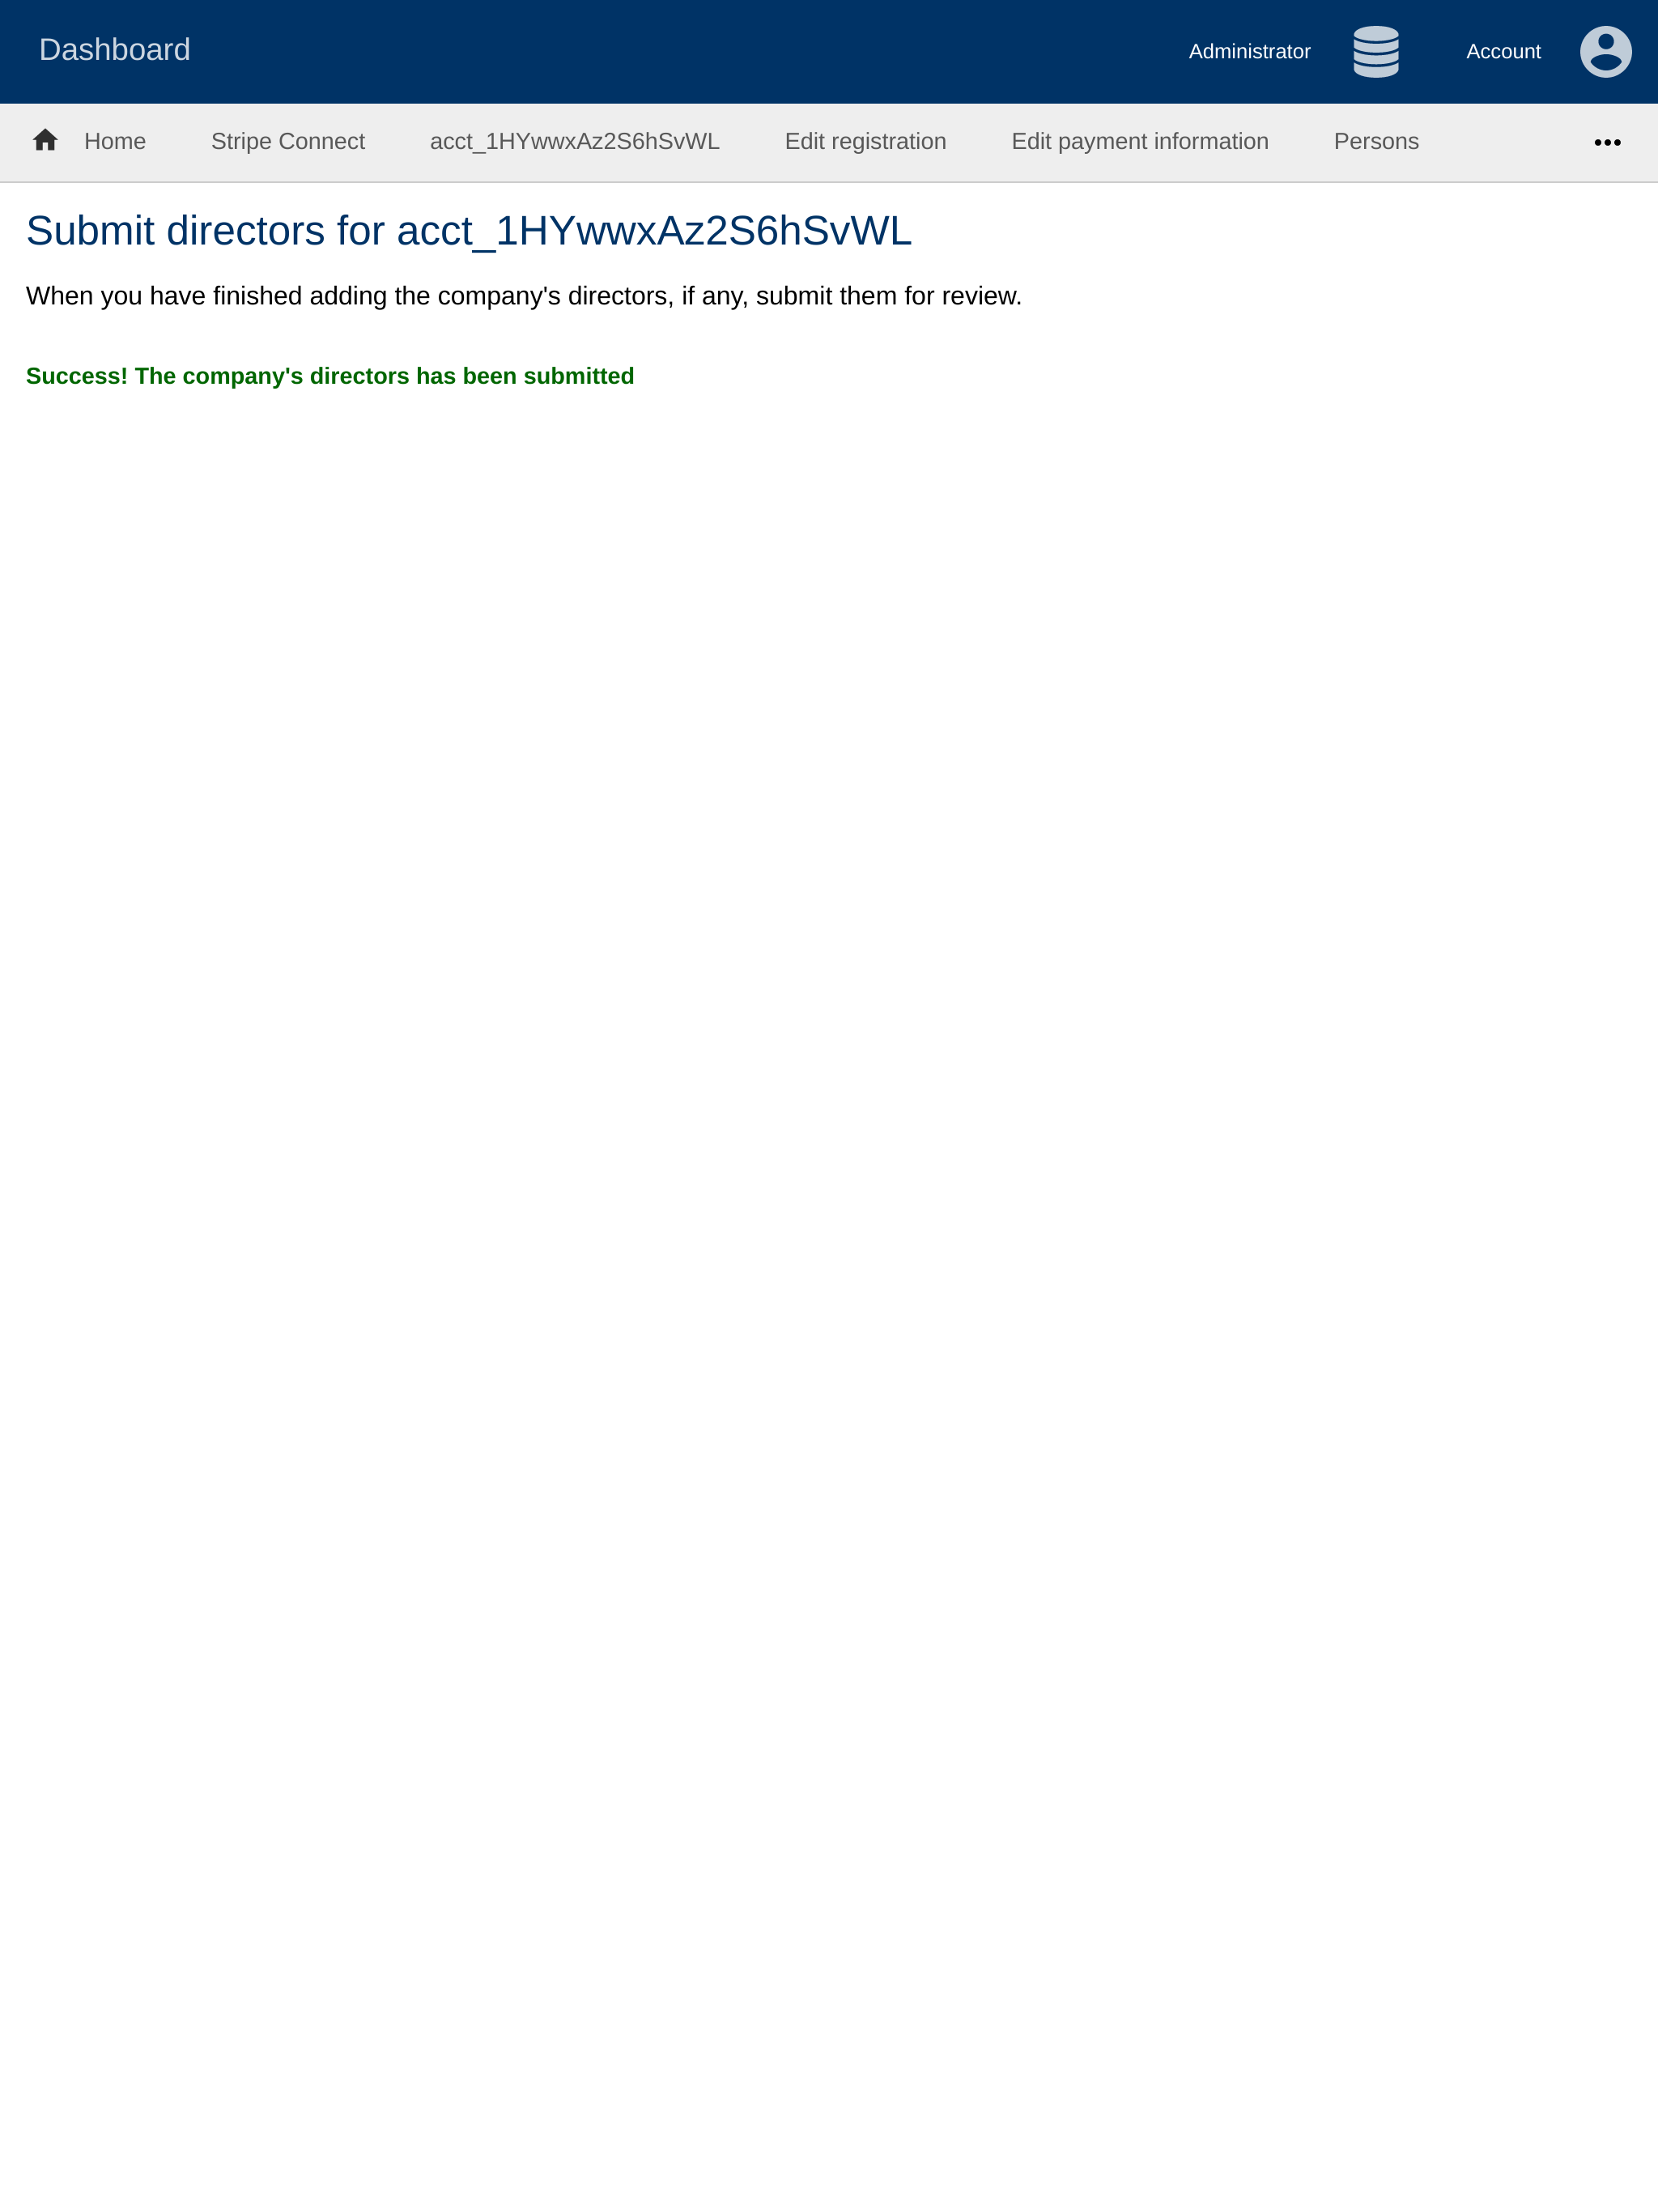 Dashboard
Administrator
Account
Home
Stripe Connect
acct_1HYwwxAz2S6hSvWL
Edit registration
Edit payment information
Persons
Submit directors for acct_1HYwwxAz2S6hSvWL
When you have finished adding the company's directors, if any, submit them for review.
Success! The company's directors has been submitted